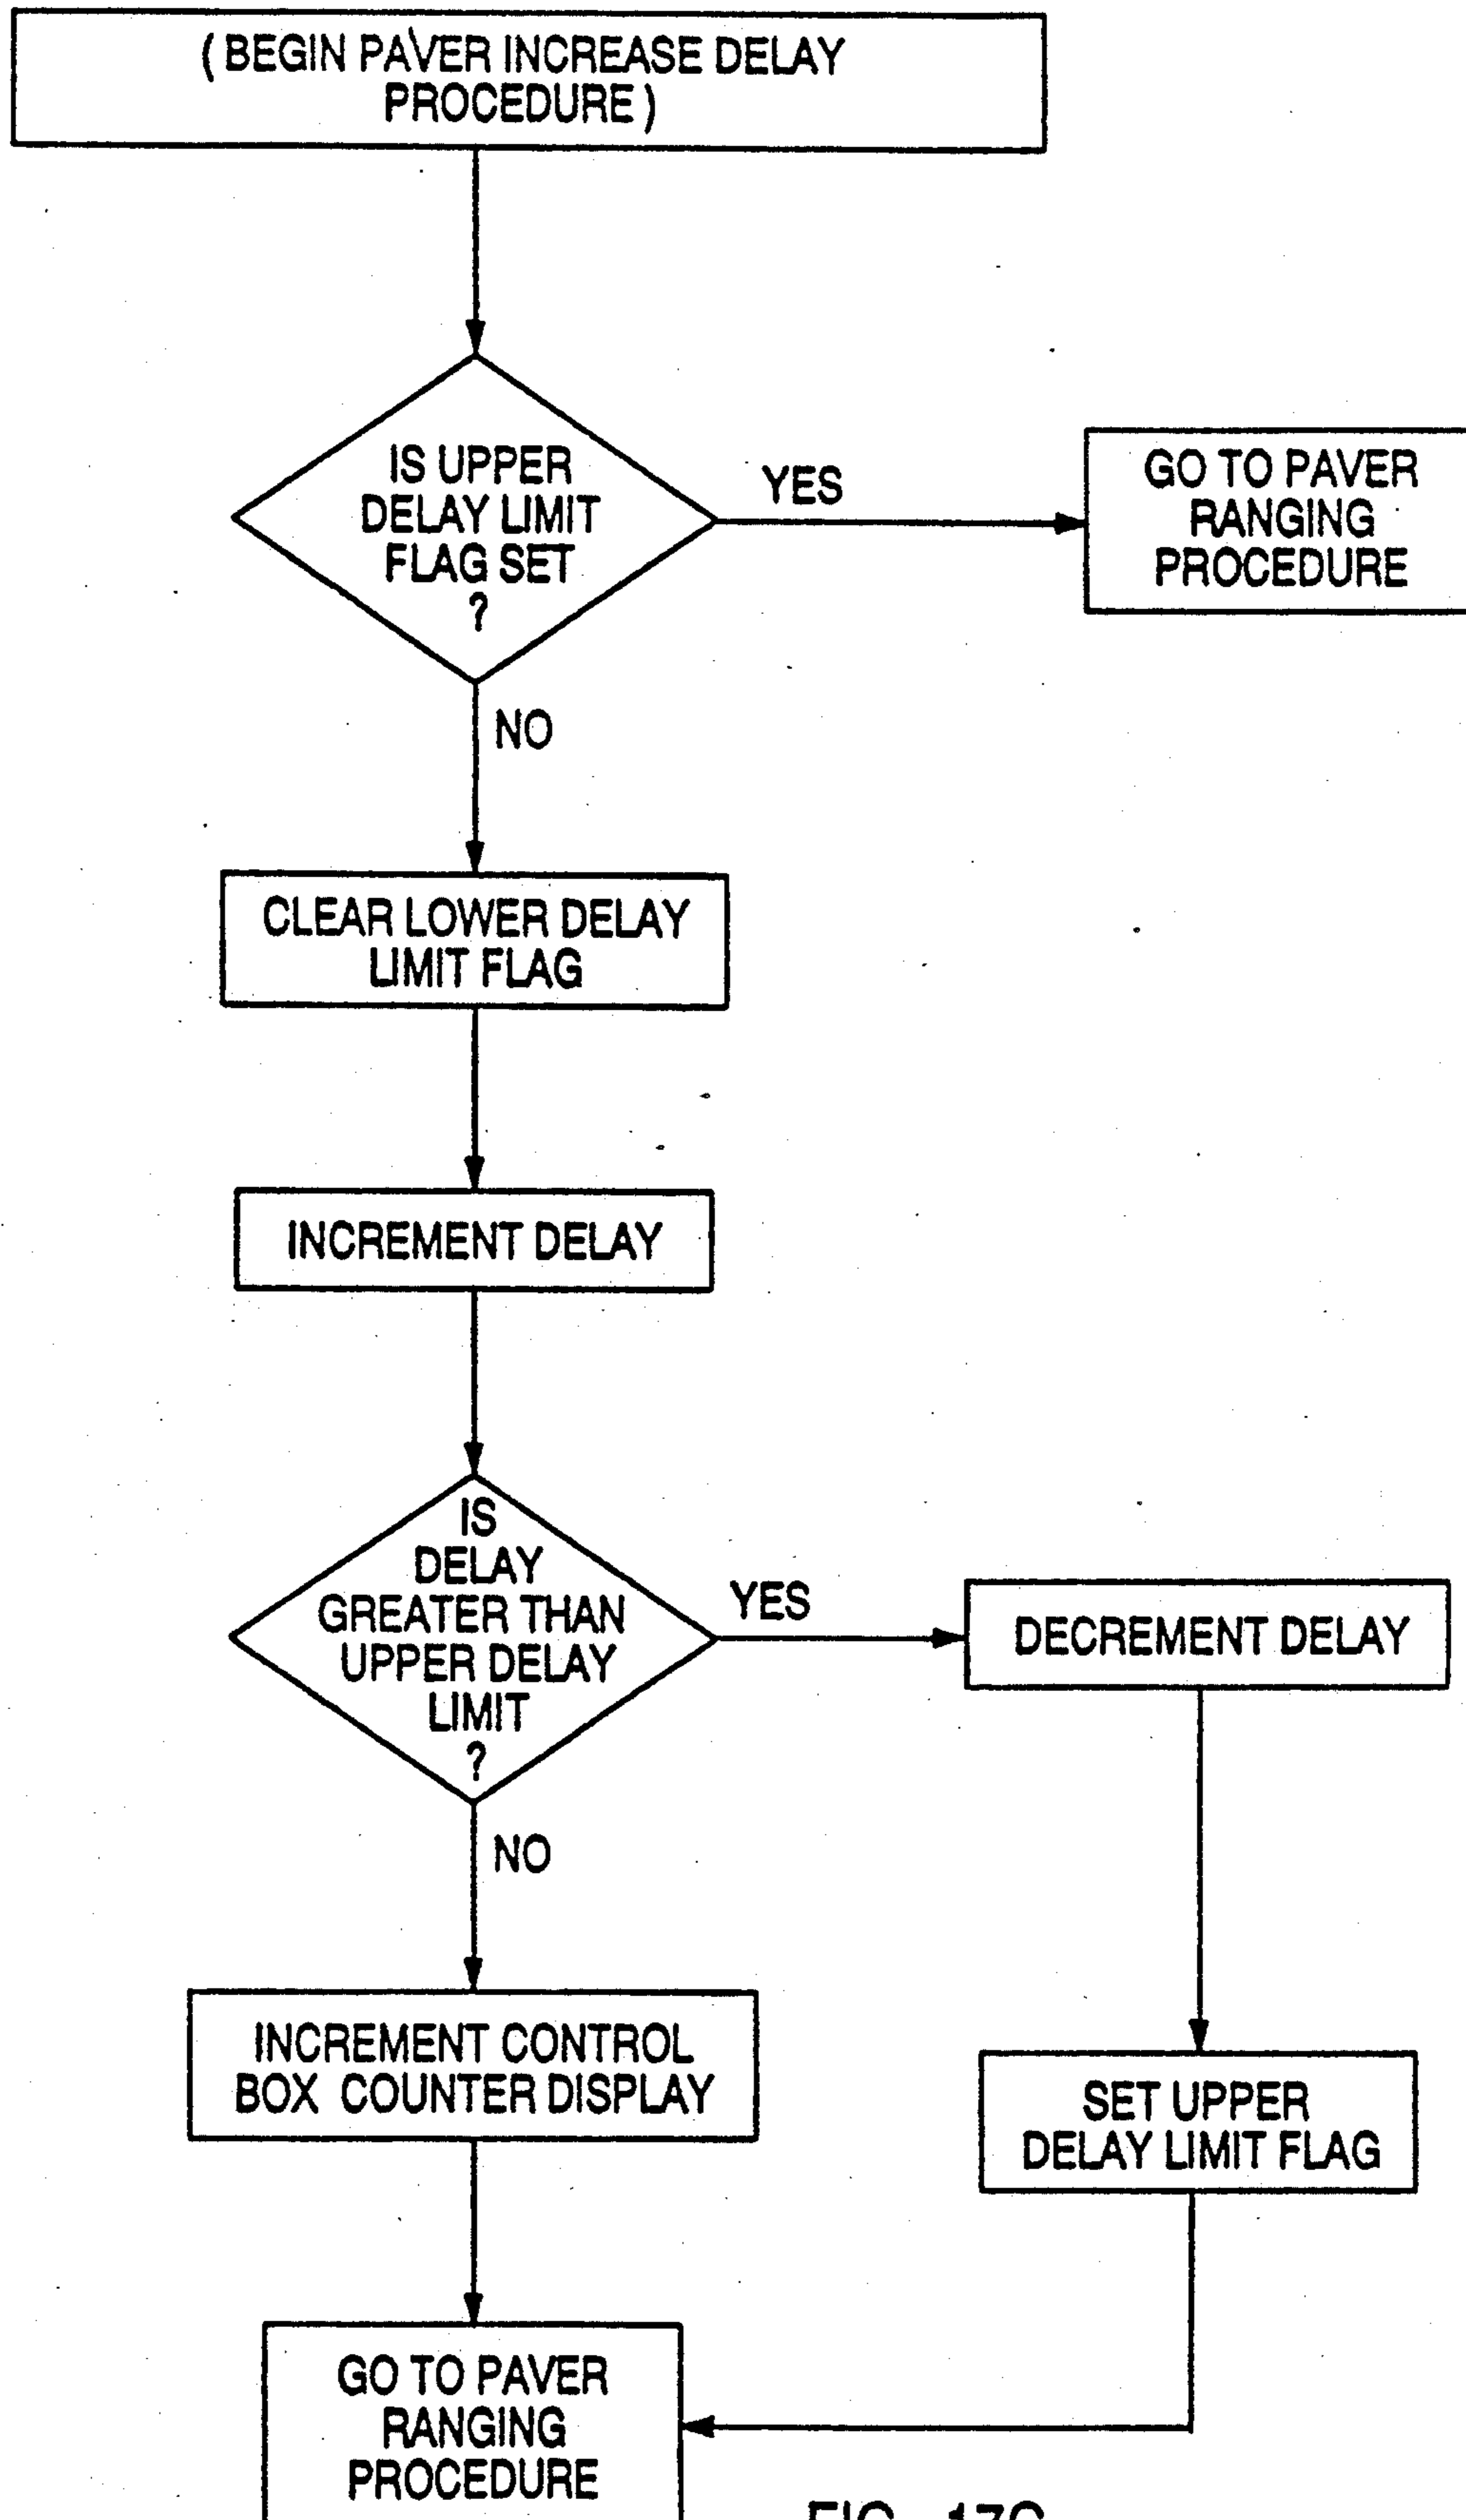 ( BEGIN PAVER INCREASE DELAY
PROCEDURE )
IS UPPER
DELAY LIMIT
FLAG SET
?
YES
GO TO PAVER
RANGING
PROCEDURE
NO
CLEAR LOWER DELAY
LIMIT FLAG
INCREMENT DELAY
IS
DELAY
GREATER THAN
UPPER DELAY
LIMIT
?
YES
DECREMENT DELAY
NO
INCREMENT CONTROL
BOX COUNTER DISPLAY
SET UPPER
DELAY LIMIT FLAG
GO TO PAVER
RANGING
PROCEDURE